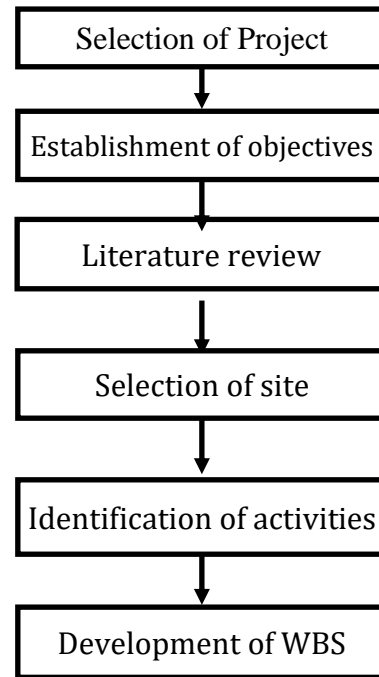 Selection of Project
Establishment of objectives
Literature review
Selection of site
Identification of activities
Development of WBS